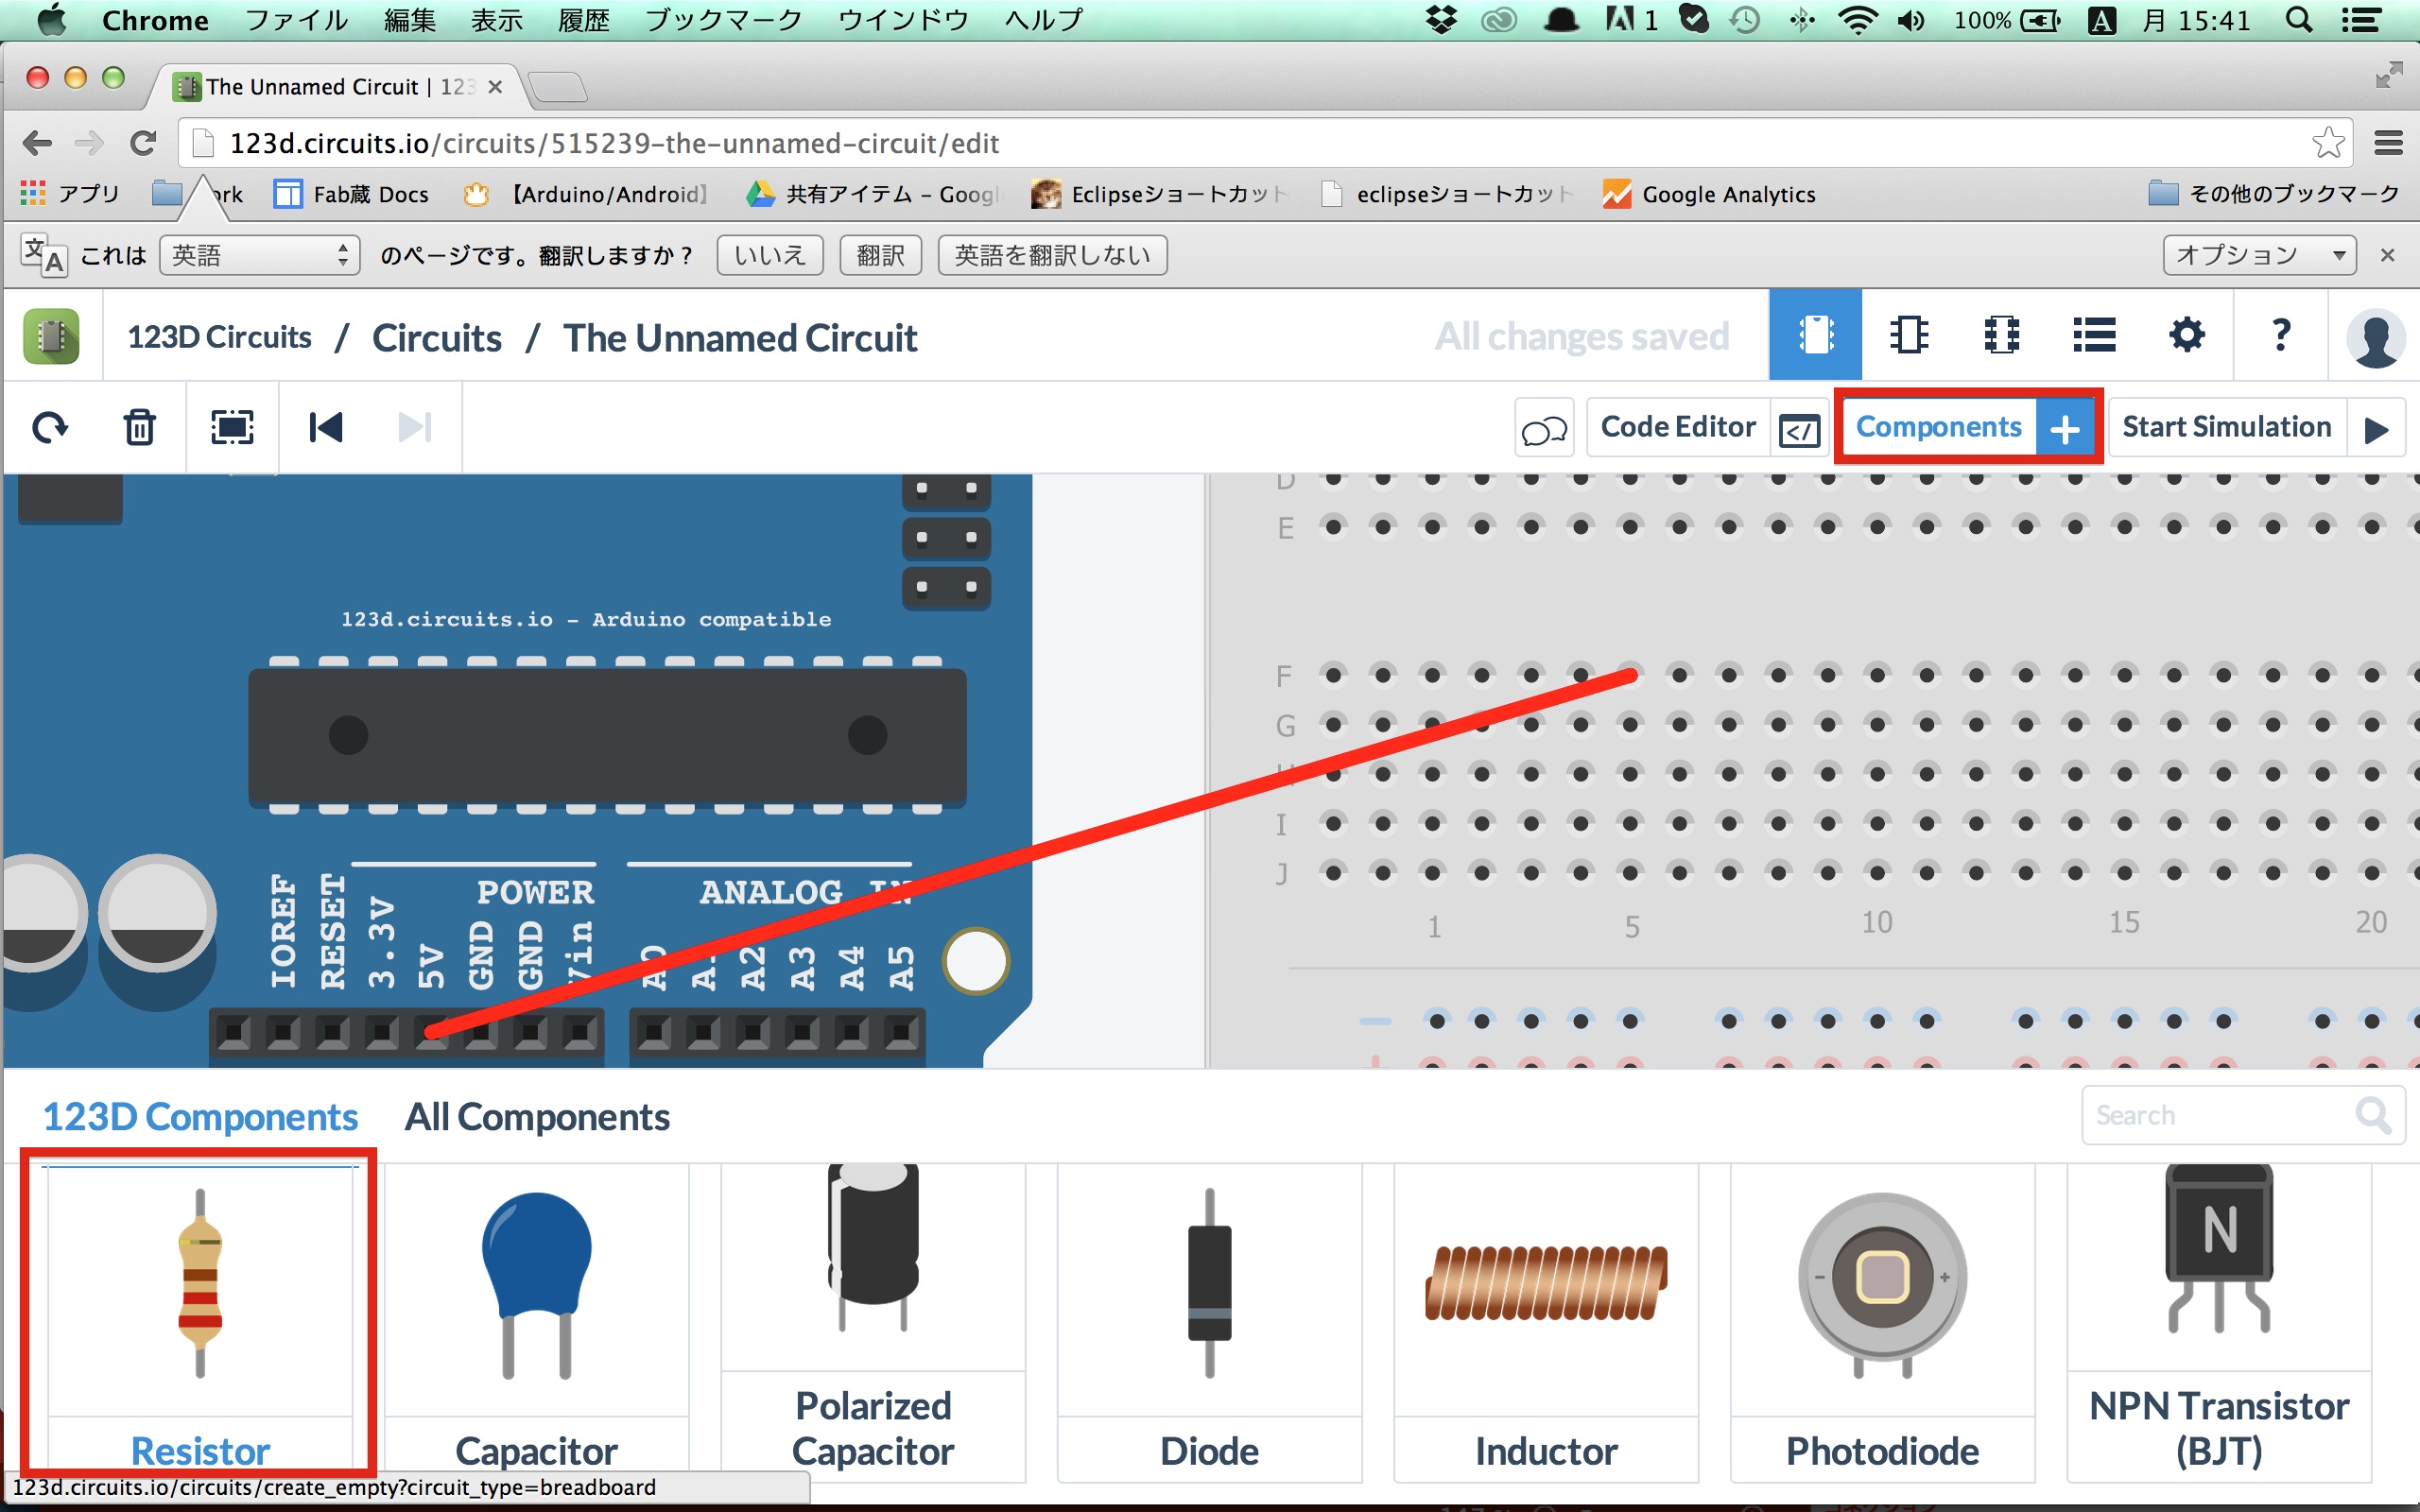 Chrome ファイル 編集 表示 履歴 ブックマーク ウインドウ ヘルプ 1 100% A 月 15:41
The Unnamed Circuit | 123
123d.circuits.io/circuits/515239-the-unnamed-circuit/edit
アプリ ork Fab蔵 Docs 【Arduino/Android】 共有アイテム – Googl Eclipseショートカット eclipseショートカット Google Analytics その他のブックマーク
文A これは 英語 のページです。翻訳しますか？ いいえ 翻訳 英語を翻訳しない オプション
123D Circuits / Circuits / The Unnamed Circuit All changes saved ?
Code Editor </> Components + Start Simulation
D
E
123d.circuits.io – Arduino compatible
F
G
H
I
J
1 5 10 15 20
POWER ANALOG IN
IOREF RESET 3.3V 5V GND GND Vin A0 A1 A2 A3 A4 A5
123D Components All Components Search
N
Resistor
Capacitor
Polarized
Capacitor
Diode
Inductor
Photodiode
NPN Transistor
(BJT)
123d.circuits.io/circuits/create_empty?circuit_type=breadboard